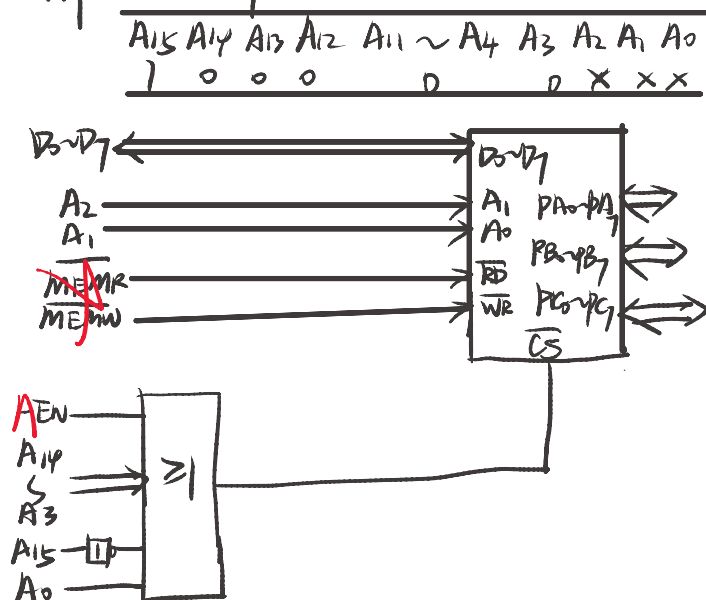 A15 A14 A13 A12 A11 ~ A4 A3 A2 A1 A0
1 0 0 0 0 0 × × ×
D0~D7 D0~D7
A2 A1 PA0~PA7
A1 A0
PB0~PB7
MEMR RD
MEMW WR PC0~PC7
CS
AEN
A14
≥1
A3
A15 1
A0